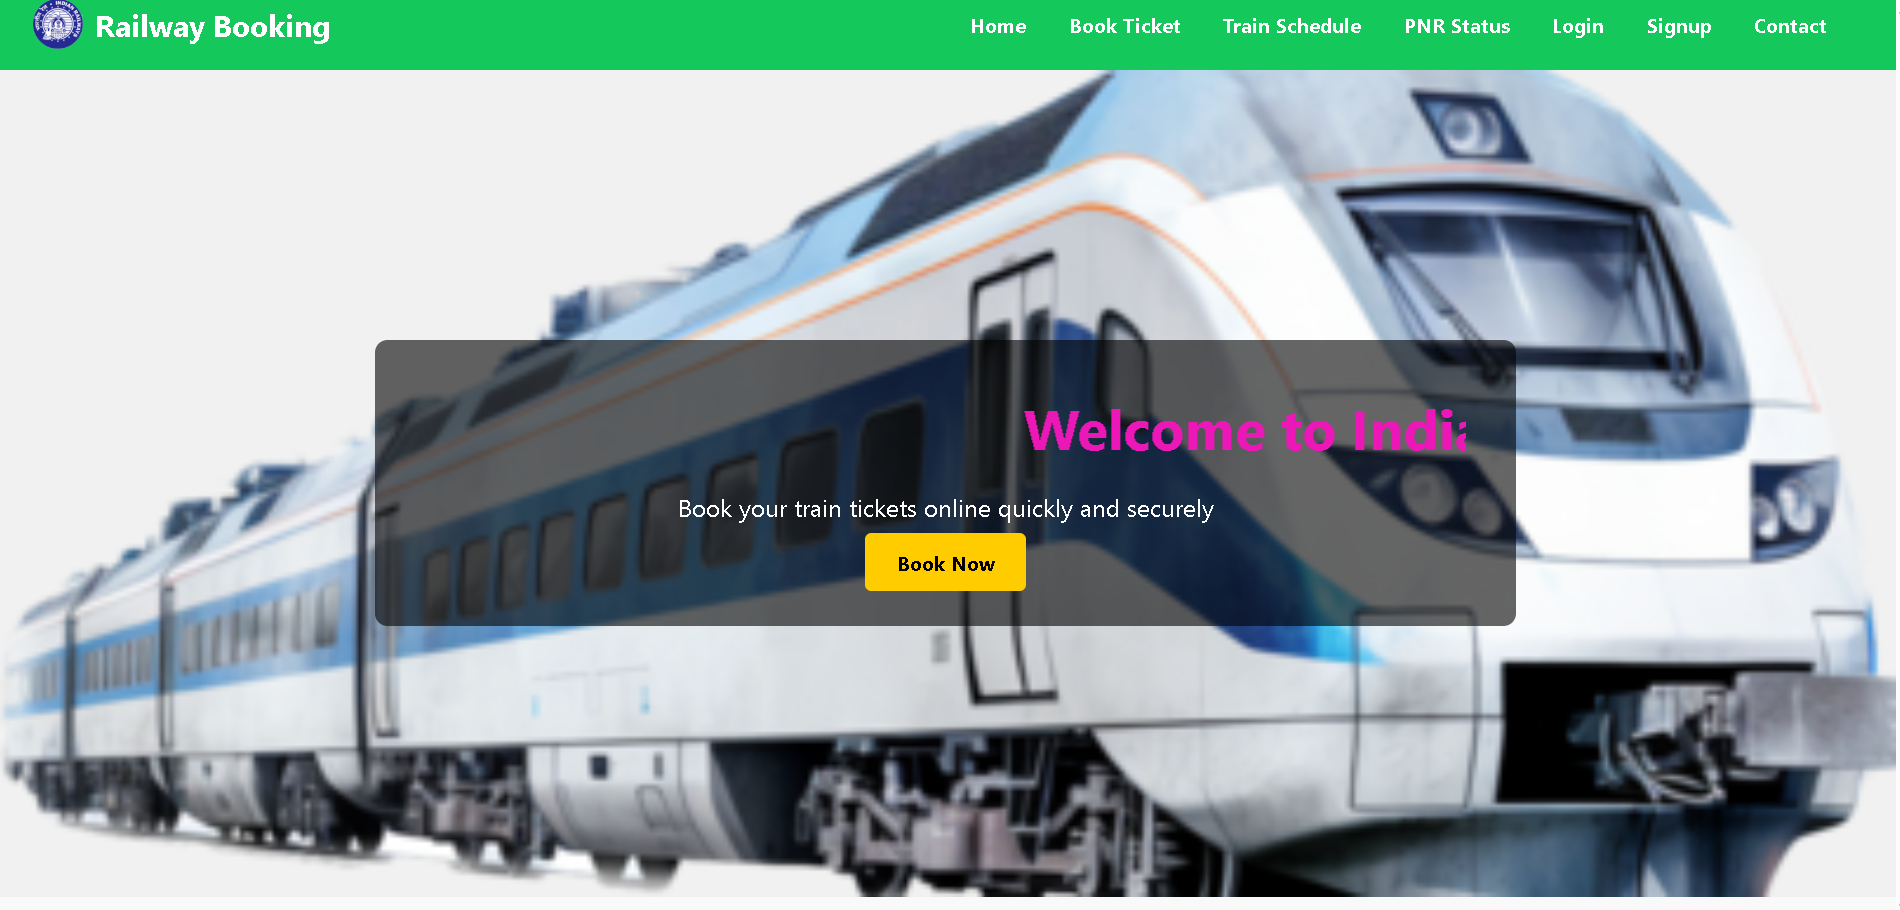 Railway Booking
Home Book Ticket Train Schedule PNR Status Login Signup Contact
Welcome to India
Book your train tickets online quickly and securely
Book Now